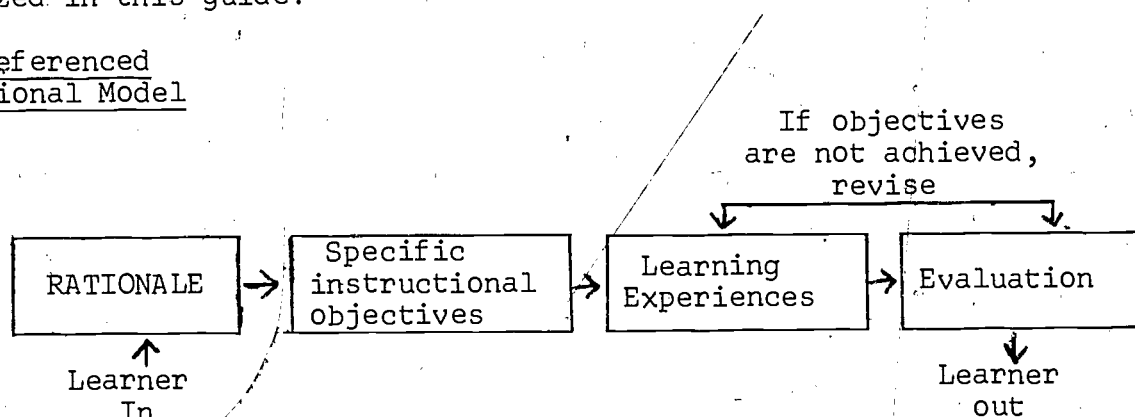 zed in this guide.
eferenced
ional Model
If objectives
are not achieved,
revise
RATIONALE
Specific
instructional
objectives
Learning
Experiences
Evaluation
Learner
In
Learner
out